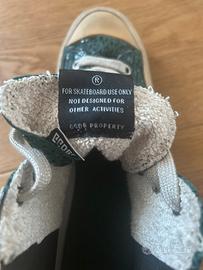 ®
FOR SKATEBOARD USE ONLY
NOT DESIGNED FOR
OTHER ACTIVITIES
PROPERTY